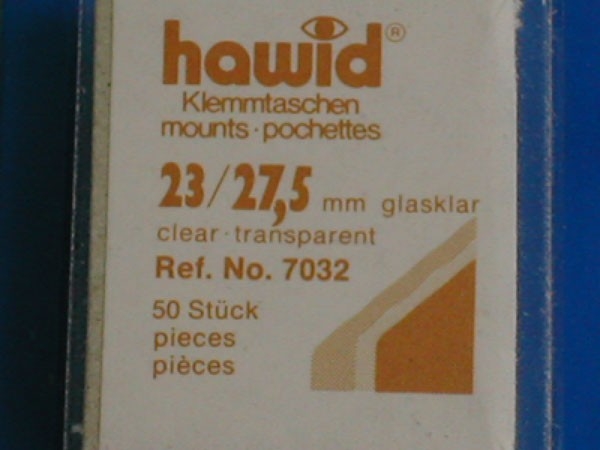 hawid®
Klemmtaschen
mounts·pochettes
23/27,5 mm glasklar
clear·transparent
Ref. No. 7032
50 Stück
pieces
pièces